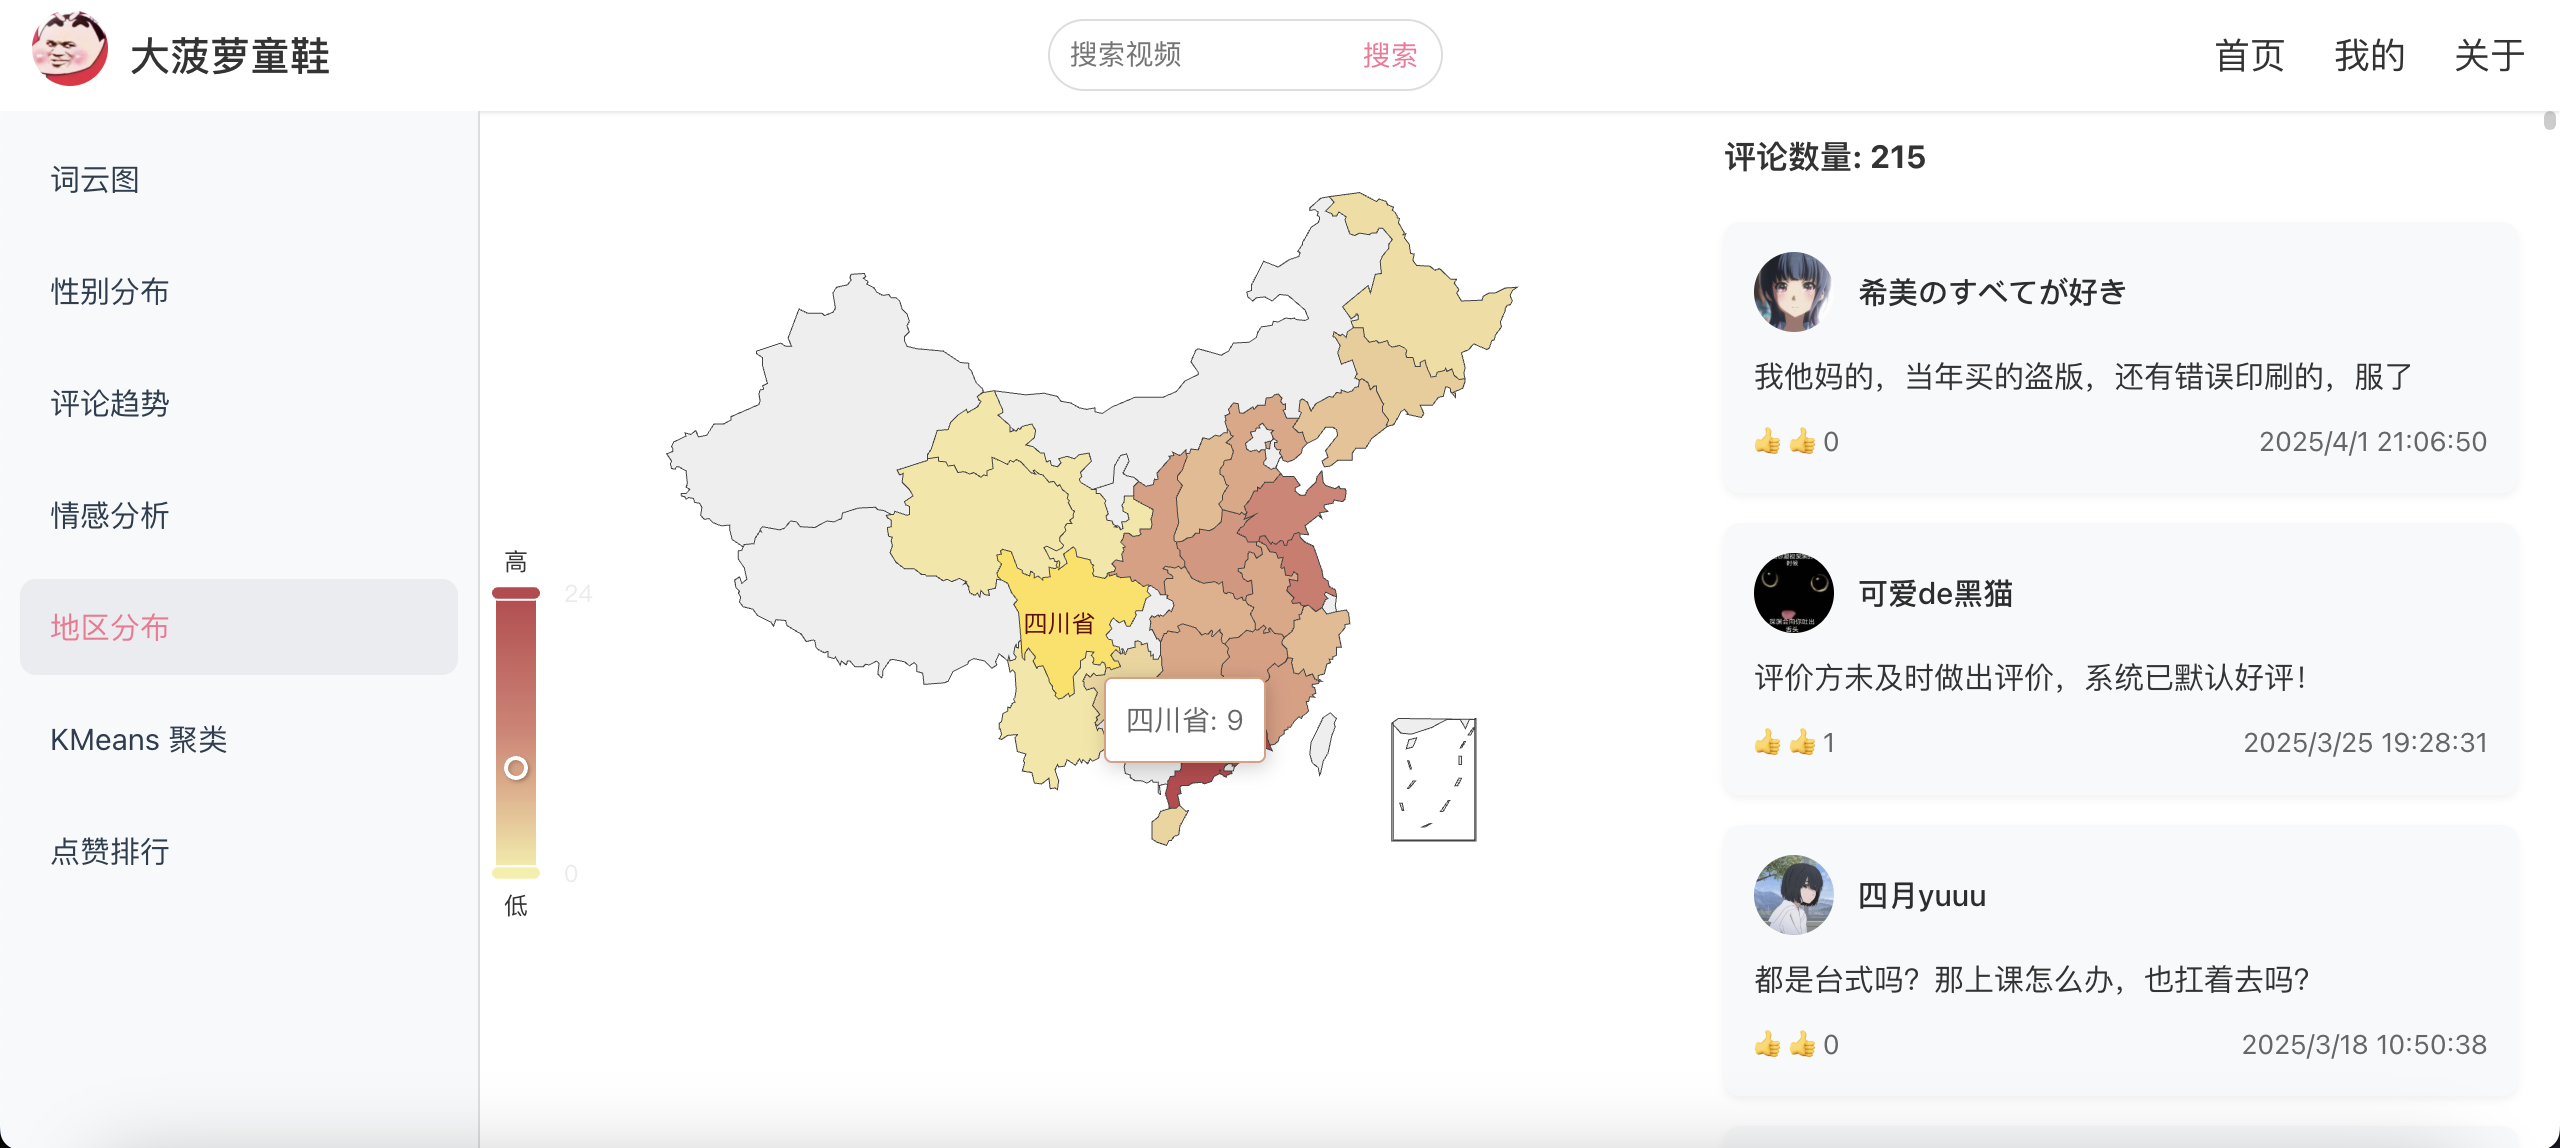 大菠萝童鞋
搜索视频 搜索
首页 我的 关于
词云图
性别分布
评论趋势
情感分析
地区分布
KMeans 聚类
点赞排行
高
24
0
低
四川省
四川省: 9
评论数量: 215
希美のすべてが好き
我他妈的，当年买的盗版，还有错误印刷的，服了
👍👍0 2025/4/1 21:06:50
可爱de黑猫
评价方未及时做出评价，系统已默认好评！
👍👍1 2025/3/25 19:28:31
四月yuuu
都是台式吗？那上课怎么办，也扛着去吗？
👍👍0 2025/3/18 10:50:38